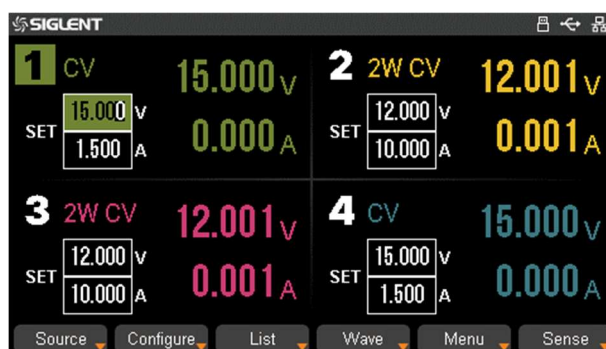 SIGLENT
1 CV 15.000 V
SET 15.000 V
1.500 A 0.000 A
2 2W CV 12.001 V
SET 12.000 V
10.000 A 0.001 A
3 2W CV 12.001 V
SET 12.000 V
10.000 A 0.001 A
4 CV 15.000 V
SET 15.000 V
1.500 A 0.000 A
Source Configure List Wave Menu Sense